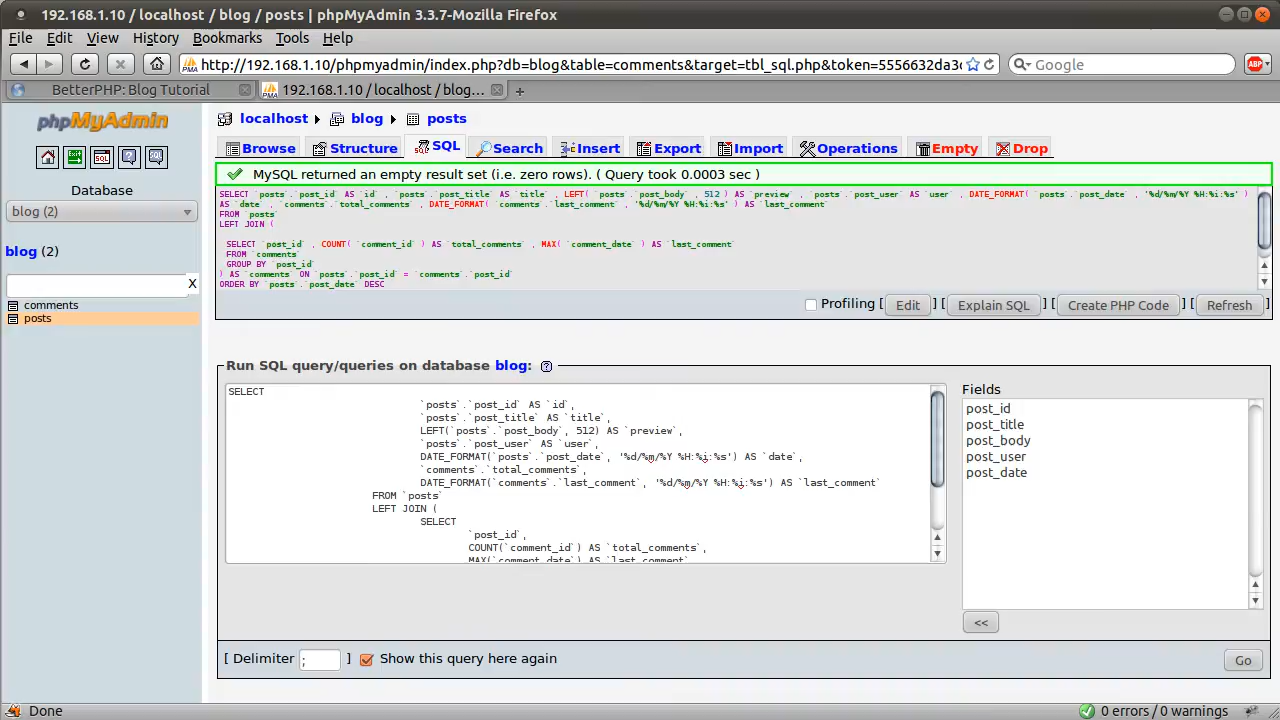 192.168.1.10 / localhost / blog / posts | phpMyAdmin 3.3.7-Mozilla Firefox
File Edit View History Bookmarks Tools Help
http://192.168.1.10/phpmyadmin/index.php?db=blog&table=comments&target=tbl_sql.php&token=5556632da3c
Google
ABP
BetterPHP: Blog Tutorial
192.168.1.10 / localhost / blog...
phpMyAdmin
SQL
Database
blog (2)
blog (2)
X
comments
posts
localhost
blog
posts
Browse
Structure
SQL
Search
Insert
Export
Import
Operations
Empty
Drop
MySQL returned an empty result set (i.e. zero rows). ( Query took 0.0003 sec )
SELECT `posts`.`post_id` AS `id` , `posts`.`post_title` AS `title` , LEFT( `posts`.`post_body` , 512 ) AS `preview` , `posts`.`post_user` AS `user` , DATE_FORMAT( `posts`.`post_date` , '%d/%m/%Y %H:%i:%s' )
AS `date` , `comments`.`total_comments` , DATE_FORMAT( `comments`.`last_comment` , '%d/%m/%Y %H:%i:%s' ) AS `last_comment`
FROM `posts`
LEFT JOIN (
SELECT `post_id` , COUNT( `comment_id` ) AS `total_comments` , MAX( `comment_date` ) AS `last_comment`
FROM `comments`
GROUP BY `post_id`
) AS `comments` ON `posts`.`post_id` = `comments`.`post_id`
ORDER BY `posts`.`post_date` DESC
Profiling [ Edit ] [ Explain SQL ] [ Create PHP Code ] [ Refresh ]
Run SQL query/queries on database blog:
SELECT
`posts`.`post_id` AS `id`,
`posts`.`post_title` AS `title`,
LEFT(`posts`.`post_body`, 512) AS `preview`,
`posts`.`post_user` AS `user`,
DATE_FORMAT(`posts`.`post_date`, '%d/%m/%Y %H:%i:%s') AS `date`,
`comments`.`total_comments`,
DATE_FORMAT(`comments`.`last_comment`, '%d/%m/%Y %H:%i:%s') AS `last_comment`
FROM `posts`
LEFT JOIN (
SELECT
`post_id`,
COUNT(`comment_id`) AS `total_comments`,
MAX(`comment_date`) AS `last_comment`
Fields
post_id
post_title
post_body
post_user
post_date
<<
[ Delimiter ; ] Show this query here again
Go
Done
0 errors / 0 warnings